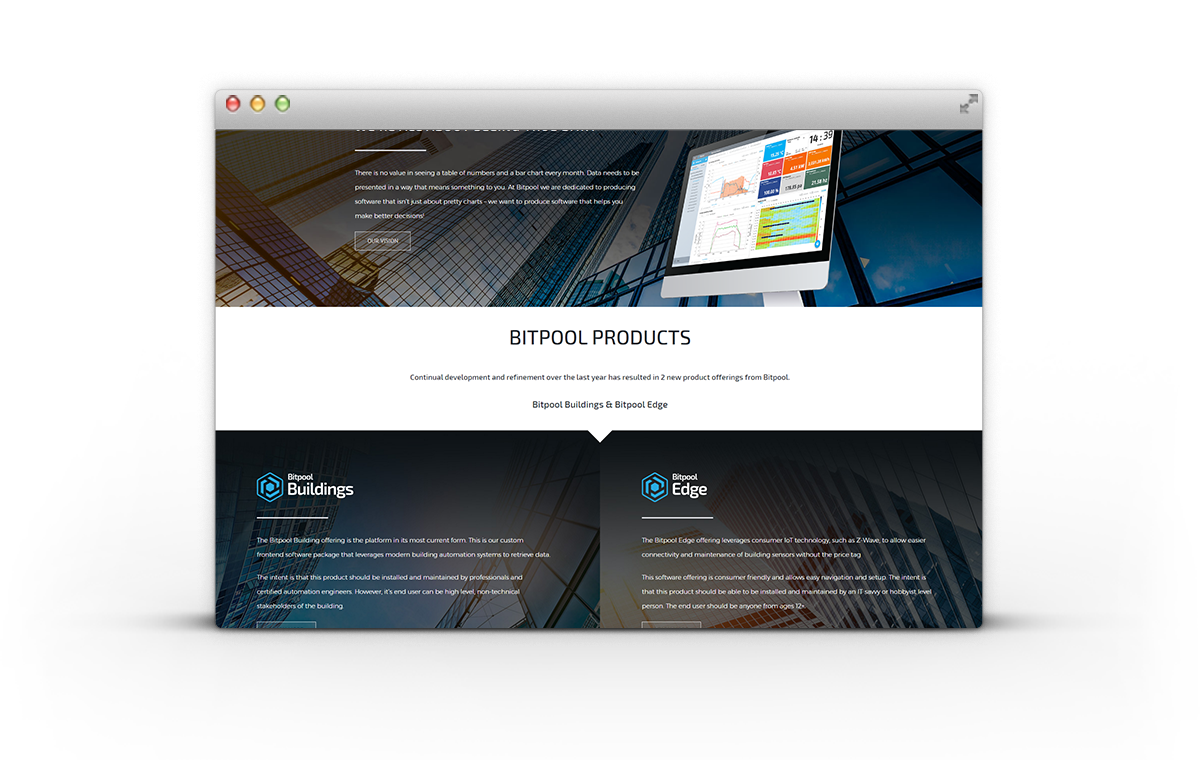 There is no value in seeing a table of numbers and a bar chart every month. Data needs to be
presented in a way that means something to you. At Bitpool we are dedicated to producing
software that isn't just about pretty charts - we want to produce software that helps you
make better decisions!
OUR VISION
14:39
BITPOOL PRODUCTS
Continual development and refinement over the last year has resulted in 2 new product offerings from Bitpool.
Bitpool Buildings & Bitpool Edge
Bitpool
Buildings
The Bitpool Building offering is the platform in its most current form. This is our custom
frontend software package that leverages modern building automation systems to retrieve data.
The intent is that this product should be installed and maintained by professionals and
certified automation engineers. However, it's end user can be high level, non-technical
stakeholders of the building.
Bitpool
Edge
The Bitpool Edge offering leverages consumer IoT technology, such as Z-Wave, to allow easier
connectivity and maintenance of building sensors without the price tag
This software offering is consumer friendly and allows easy navigation and setup. The intent is
that this product should be able to be installed and maintained by an IT savvy or hobbyist level
person. The end user should be anyone from ages 12+.